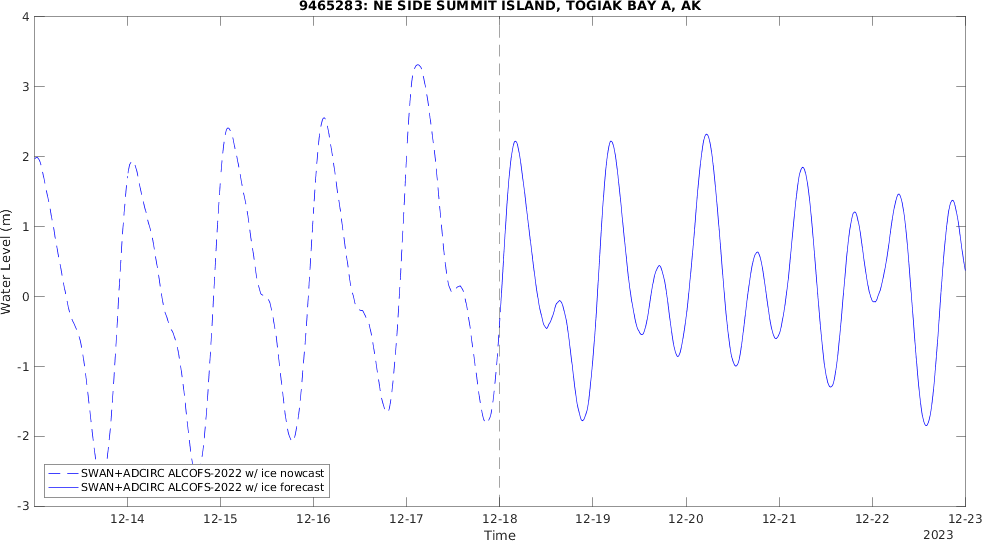 9465283: NE SIDE SUMMIT ISLAND, TOGIAK BAY A, AK
4
3
2
1
0
-1
-2
-3
Water Level (m)
SWAN+ADCIRC ALCOFS-2022 w/ ice nowcast
SWAN+ADCIRC ALCOFS-2022 w/ ice forecast
12-14 12-15 12-16 12-17 12-18 12-19 12-20 12-21 12-22 12-23
Time
2023